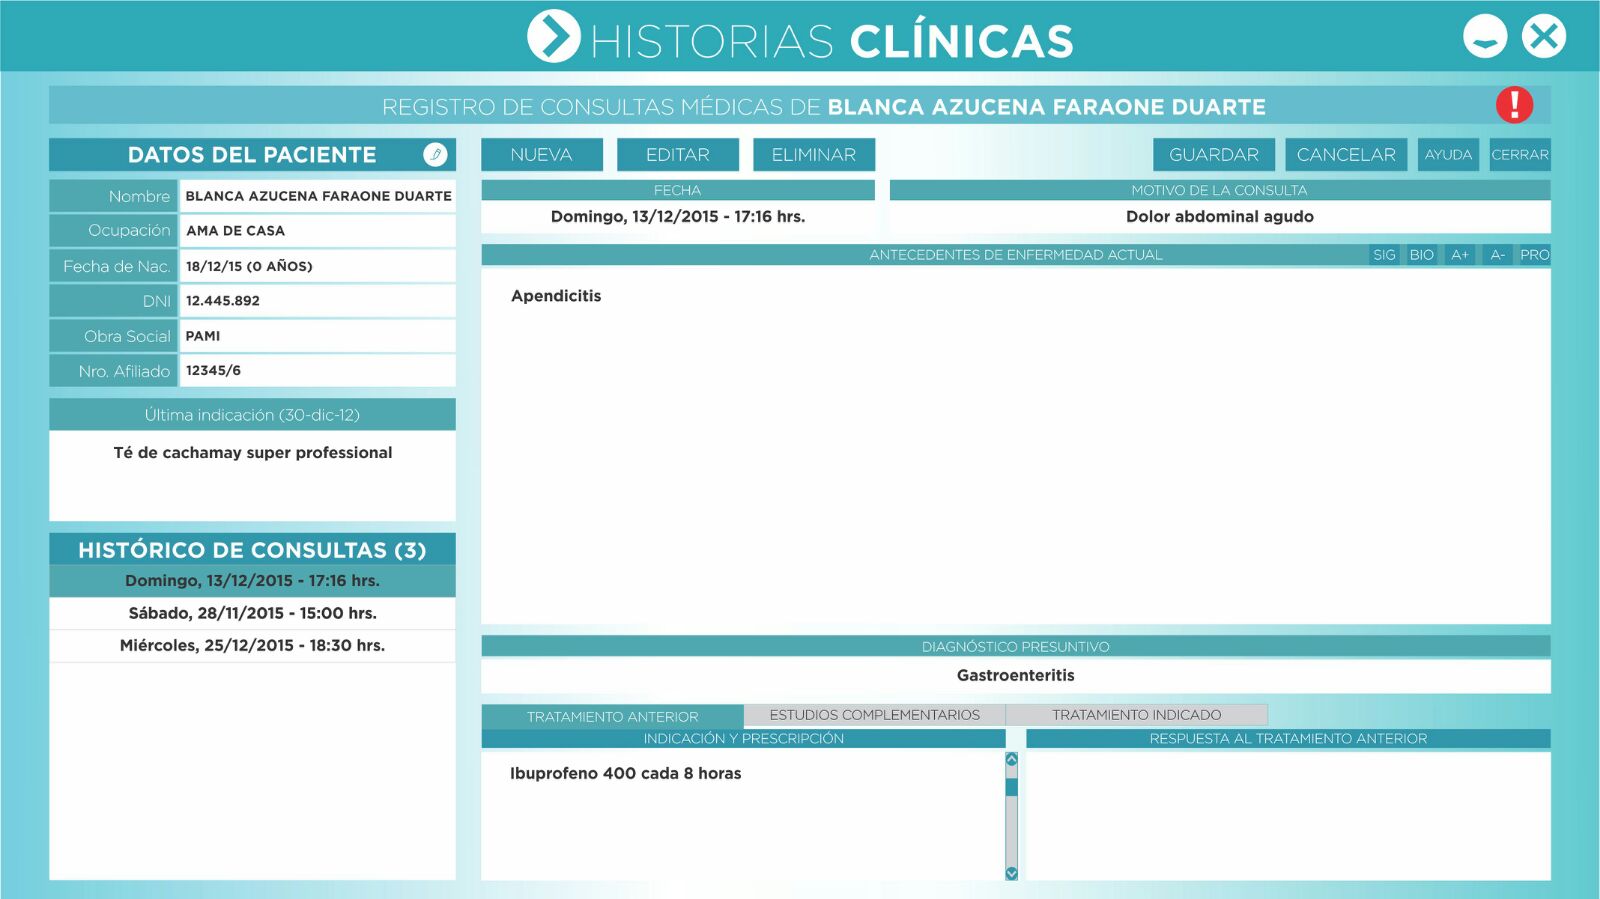 HISTORIAS CLÍNICAS
REGISTRO DE CONSULTAS MÉDICAS DE BLANCA AZUCENA FARAONE DUARTE
!
DATOS DEL PACIENTE
Nombre BLANCA AZUCENA FARAONE DUARTE
Ocupación AMA DE CASA
Fecha de Nac. 18/12/15 (0 AÑOS)
DNI 12.445.892
Obra Social PAMI
Nro. Afiliado 12345/6
Última indicación (30-dic-12)
Té de cachamay super professional
HISTÓRICO DE CONSULTAS (3)
Domingo, 13/12/2015 - 17:16 hrs.
Sábado, 28/11/2015 - 15:00 hrs.
Miércoles, 25/12/2015 - 18:30 hrs.
NUEVA EDITAR ELIMINAR GUARDAR CANCELAR AYUDA CERRAR
FECHA MOTIVO DE LA CONSULTA
Domingo, 13/12/2015 - 17:16 hrs. Dolor abdominal agudo
ANTECEDENTES DE ENFERMEDAD ACTUAL SIG BIO A+ A- PRO
Apendicitis
DIAGNÓSTICO PRESUNTIVO
Gastroenteritis
TRATAMIENTO ANTERIOR ESTUDIOS COMPLEMENTARIOS TRATAMIENTO INDICADO
INDICACIÓN Y PRESCRIPCIÓN RESPUESTA AL TRATAMIENTO ANTERIOR
Ibuprofeno 400 cada 8 horas